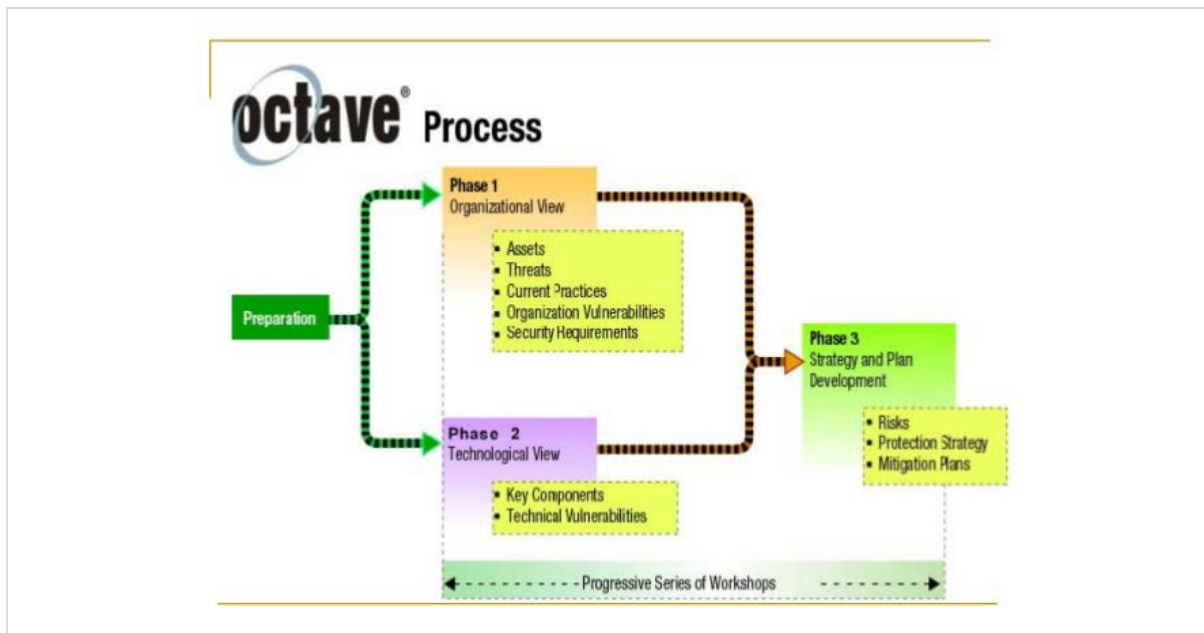 octave® Process
Phase 1
Organizational View
▪ Assets
▪ Threats
▪ Current Practices
▪ Organization Vulnerabilities
▪ Security Requirements
Preparation
Phase 3
Strategy and Plan
Development
▪ Risks
▪ Protection Strategy
▪ Mitigation Plans
Phase 2
Technological View
▪ Key Components
▪ Technical Vulnerabilities
Progressive Series of Workshops